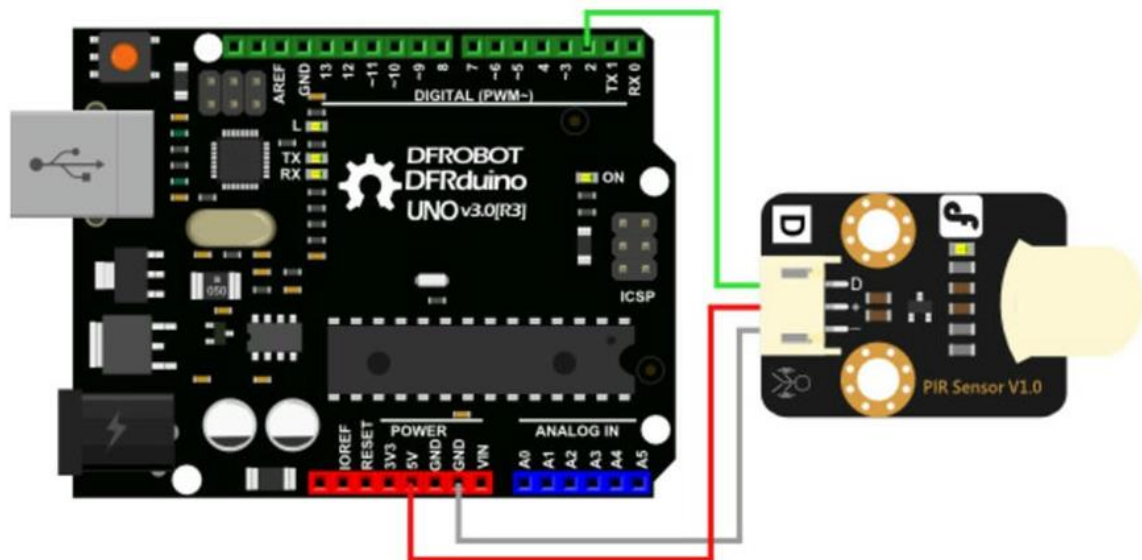 AREF
GND
13
12
~11
~10
~9
8
7
~6
~5
4
~3
2
TX 1
RX 0
DIGITAL (PWM~)
L
TX
RX
DFROBOT
DFRduino
UNO v3.0[R3]
ON
ICSP
050
POWER
ANALOG IN
IOREF
RESET
3V3
5V
GND
GND
VIN
A0
A1
A2
A3
A4
A5
D
D
+
−
PIR Sensor V1.0